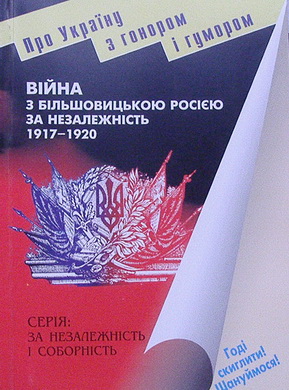 Про Україну
з гонором
і гумором
ВІЙНА
З БІЛЬШОВИЦЬКОЮ РОСІЄЮ
ЗА НЕЗАЛЕЖНІСТЬ
1917–1920
СЕРІЯ:
ЗА НЕЗАЛЕЖНІСТЬ
І СОБОРНІСТЬ
Годі
скиглити!
Шануймося!